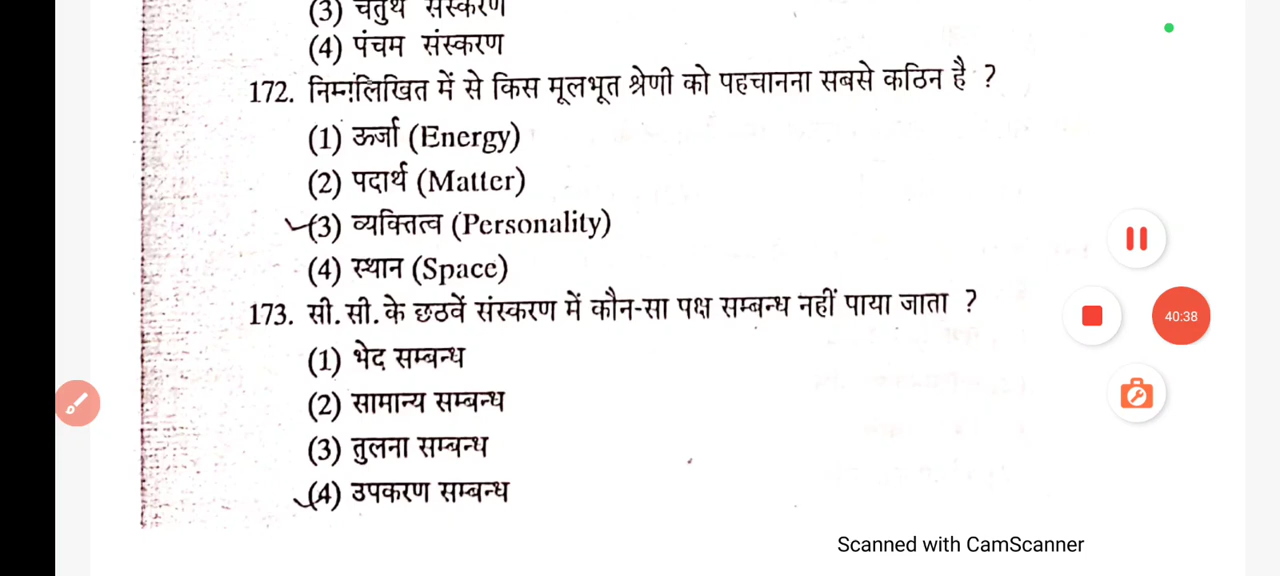 (3) चतुर्थ संस्करण
(4) पंचम संस्करण
172. निम्नलिखित में से किस मूलभूत श्रेणी को पहचानना सबसे कठिन है ?
(1) ऊर्जा (Energy)
(2) पदार्थ (Matter)
(3) व्यक्तित्व (Personality)
(4) स्थान (Space)
173. सी. सी. के छठवें संस्करण में कौन-सा पक्ष सम्बन्ध नहीं पाया जाता ?
(1) भेद सम्बन्ध
(2) सामान्य सम्बन्ध
(3) तुलना सम्बन्ध
(4) उपकरण सम्बन्ध
40:38
Scanned with CamScanner